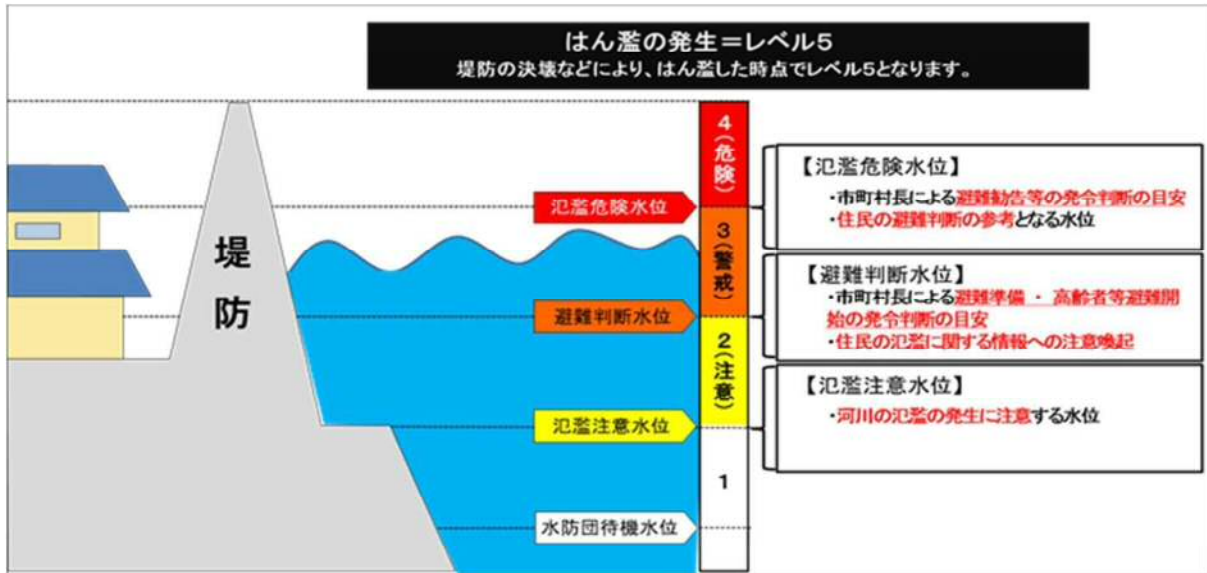 はん濫の発生=レベル5
堤防の決壊などにより、はん濫した時点でレベル5となります。
堤防
4(危険)
3(警戒)
2(注意)
1
氾濫危険水位
避難判断水位
氾濫注意水位
水防団待機水位
【氾濫危険水位】
・市町村長による避難勧告等の発令判断の目安
・住民の避難判断の参考となる水位
【避難判断水位】
・市町村長による避難準備 ・ 高齢者等避難開
始の発令判断の目安
・住民の氾濫に関する情報への注意喚起
【氾濫注意水位】
・河川の氾濫の発生に注意する水位